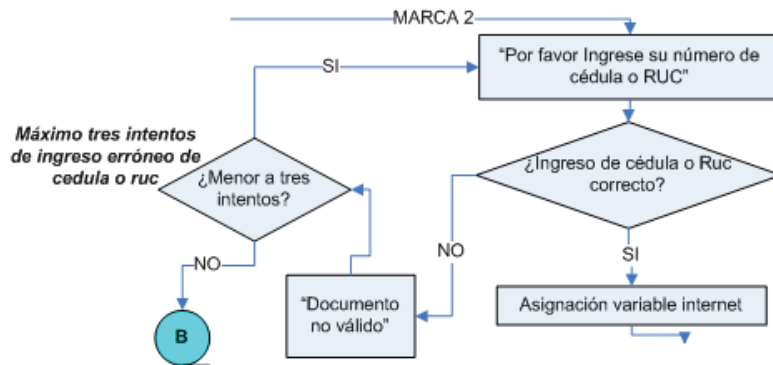 MARCA 2
"Por favor Ingrese su número de
cédula o RUC"
SI
Máximo tres intentos
de ingreso erróneo de
cedula o ruc
¿Menor a tres
intentos?
¿Ingreso de cédula o Ruc
correcto?
NO
SI
NO
"Documento
no válido"
Asignación variable internet
B